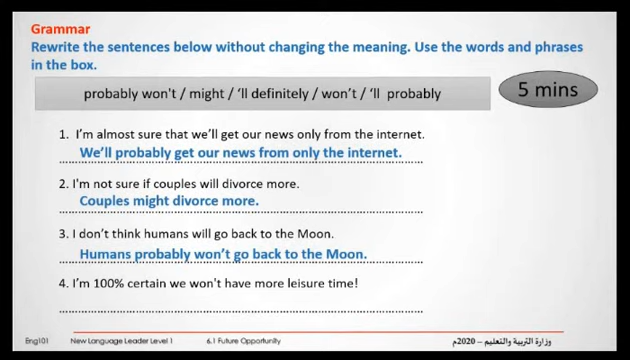 Grammar
Rewrite the sentences below without changing the meaning. Use the words and phrases
in the box.
probably won't / might / ‘ll definitely / won’t / ‘ll probably
5 mins
1. I’m almost sure that we’ll get our news only from the internet.
We’ll probably get our news from only the internet.
2. I'm not sure if couples will divorce more.
Couples might divorce more.
3. I don’t think humans will go back to the Moon.
Humans probably won’t go back to the Moon.
4. I’m 100% certain we won't have more leisure time!
Eng101 New Language Leader Level 1 6.1 Future Opportunity وزارة التربية والتعليم – 2020م